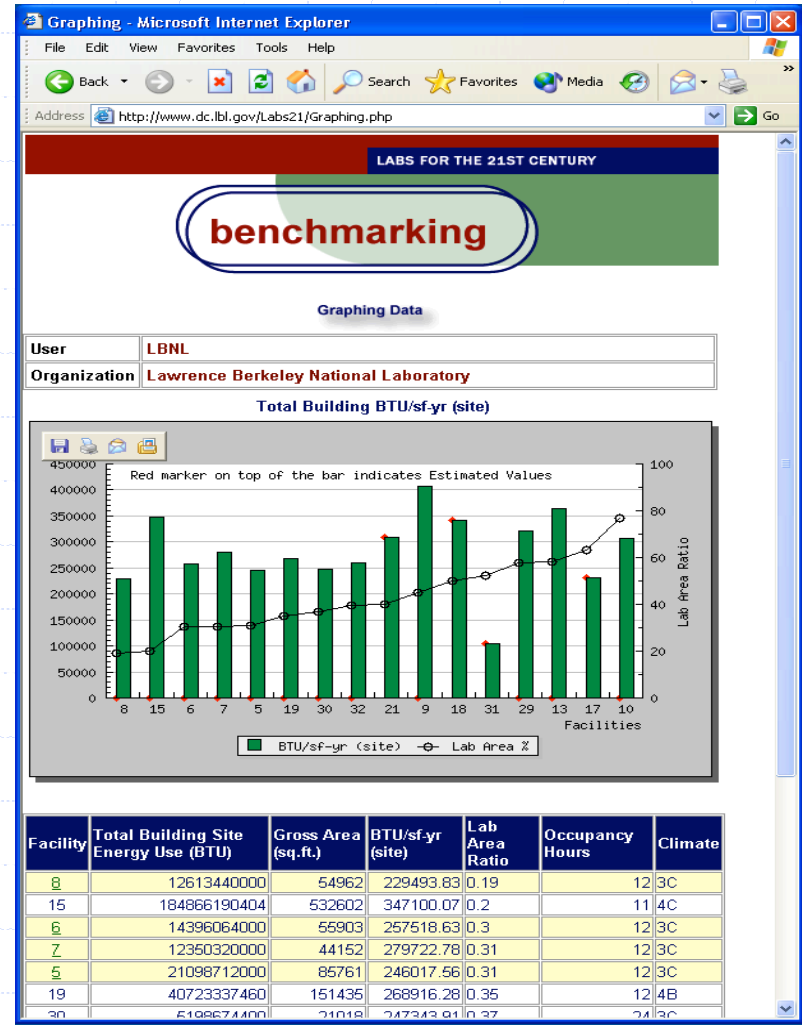 Graphing - Microsoft Internet Explorer
File Edit View Favorites Tools Help
Back Search Favorites Media »
Address http://www.dc.lbl.gov/Labs21/Graphing.php Go
LABS FOR THE 21ST CENTURY
benchmarking
Graphing Data
User LBNL
Organization Lawrence Berkeley National Laboratory
Total Building BTU/sf-yr (site)
Red marker on top of the bar indicates Estimated Values
450000
400000
350000
300000
250000
200000
150000
100000
50000
0
100
80
60
40
20
0
Lab Area Ratio
8 15 6 7 5 19 30 32 21 9 18 31 29 13 17 10
Facilities
BTU/sf-yr (site) Lab Area %
Facility Total Building Site Energy Use (BTU) Gross Area (sq.ft.) BTU/sf-yr (site) Lab Area Ratio Occupancy Hours Climate
8 12613440000 54962 229493.83 0.19 12 3C
15 184866190404 532602 347100.07 0.2 11 4C
6 14396064000 55903 257518.63 0.3 12 3C
7 12350320000 44152 279722.78 0.31 12 3C
5 21098712000 85761 246017.56 0.31 12 3C
19 40723337460 151435 268916.28 0.35 12 4B
30 5198674400 21018 247343.91 0.37 24 3C